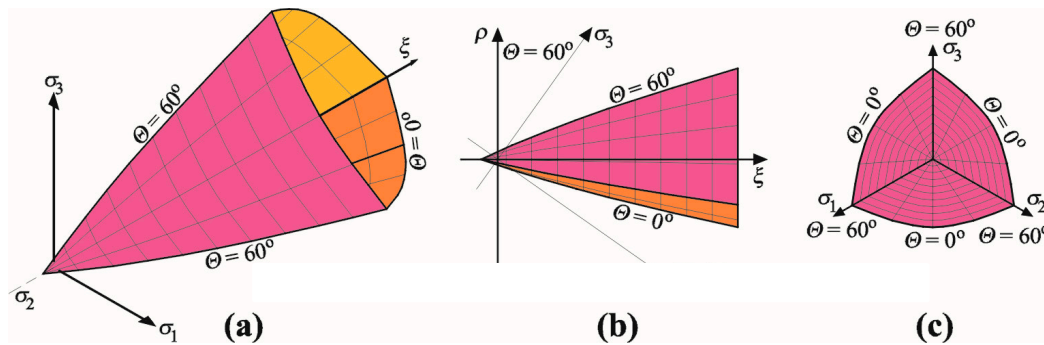 σ3
Θ = 60°
ξ
Θ = 0°
Θ = 60°
σ2
σ1
(a)
ρ
Θ = 60°
σ3
Θ = 60°
ξ
Θ = 0°
(b)
Θ = 60°
σ3
Θ = 0°
Θ = 0°
σ1
σ2
Θ = 60°
Θ = 0°
Θ = 60°
(c)